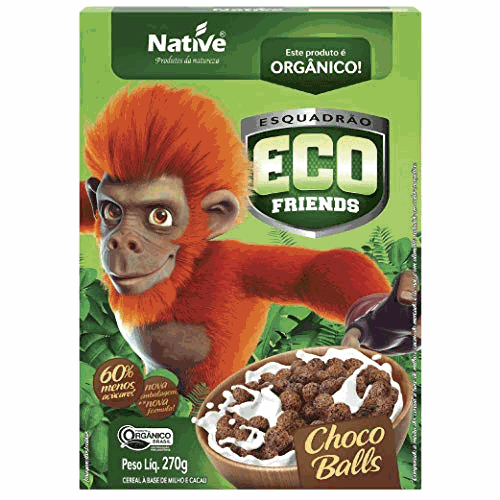 Native®
Produtos da natureza
Este produto é
ORGÂNICO!
ESQUADRÃO
ECO
FRIENDS
60%
menos
açúcares
nova
embalagem
nova
fórmula!
PRODUTO
ORGÂNICO
BRASIL
Choco
Balls
Peso Líq. 270g
CEREAL À BASE DE MILHO E CACAU